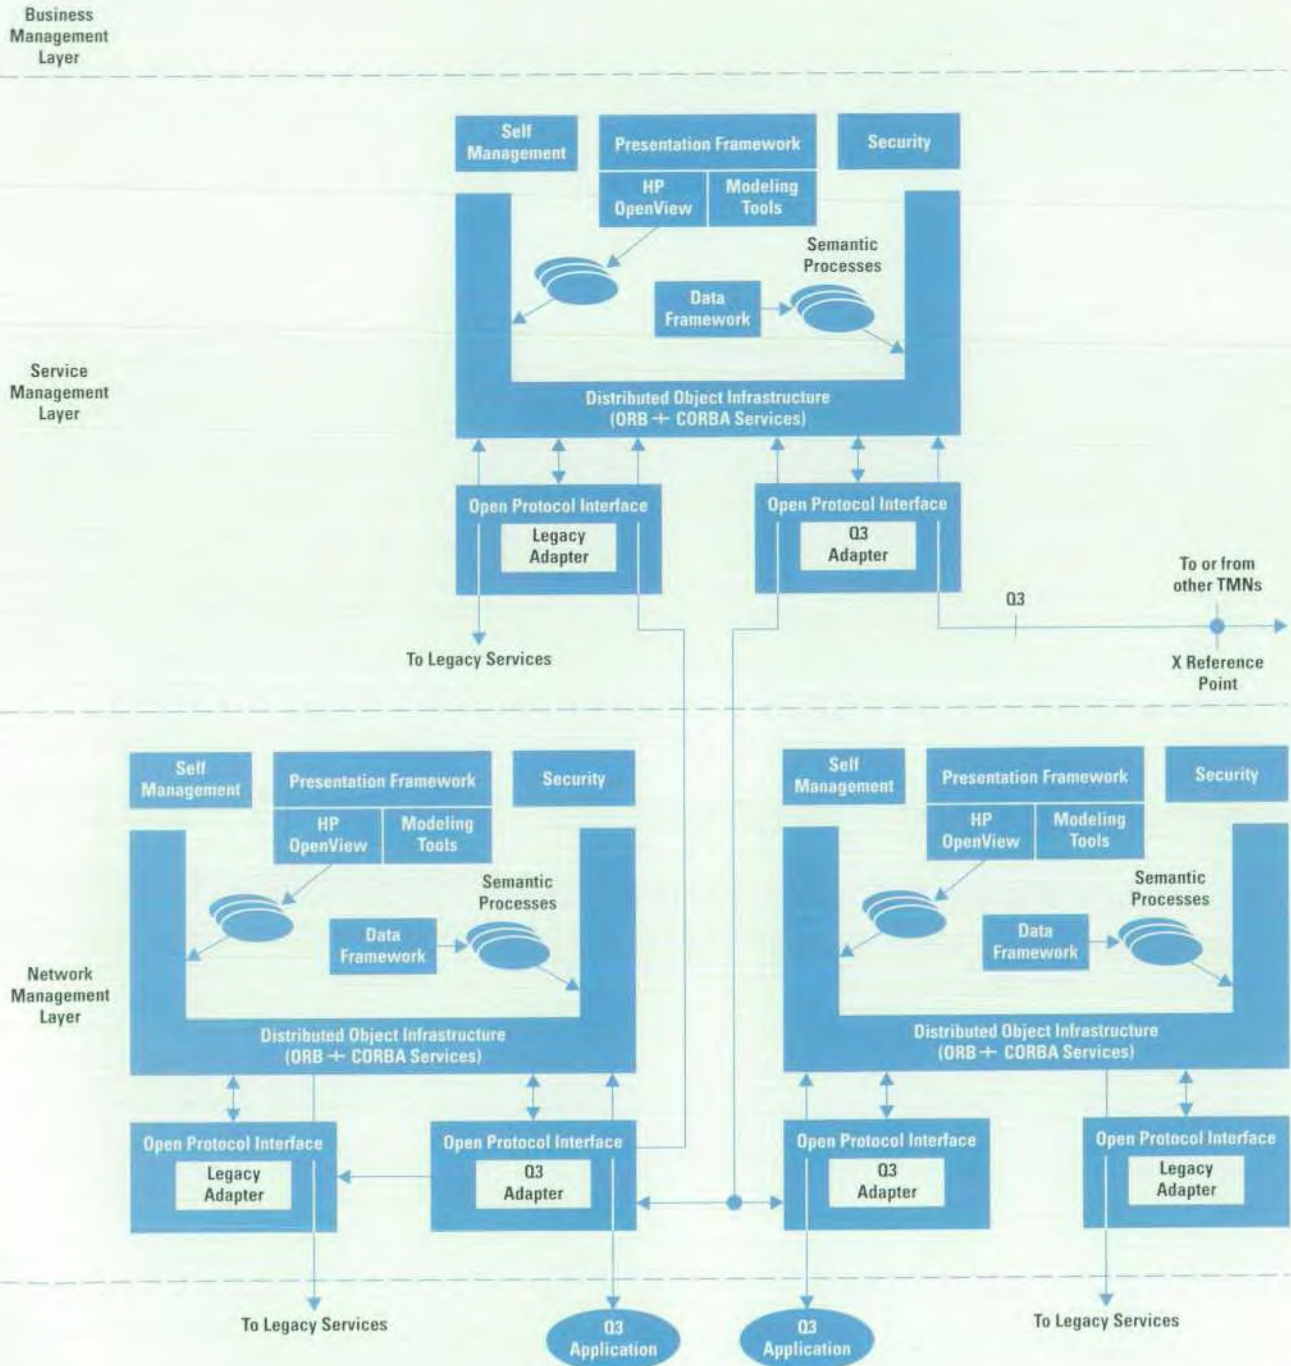 Business
Management
Layer
Self
Management
Presentation Framework
Security
HP
OpenView
Modeling
Tools
Semantic
Processes
Data
Framework
Service
Management
Layer
Distributed Object Infrastructure
(ORB + CORBA Services)
Open Protocol Interface
Legacy
Adapter
Open Protocol Interface
Q3
Adapter
To or from
other TMNs
Q3
To Legacy Services
X Reference
Point
Self
Management
Presentation Framework
Security
HP
OpenView
Modeling
Tools
Semantic
Processes
Data
Framework
Self
Management
Presentation Framework
Security
HP
OpenView
Modeling
Tools
Semantic
Processes
Data
Framework
Network
Management
Layer
Distributed Object Infrastructure
(ORB + CORBA Services)
Distributed Object Infrastructure
(ORB + CORBA Services)
Open Protocol Interface
Legacy
Adapter
Open Protocol Interface
Q3
Adapter
Open Protocol Interface
Q3
Adapter
Open Protocol Interface
Legacy
Adapter
To Legacy Services
Q3
Application
Q3
Application
To Legacy Services